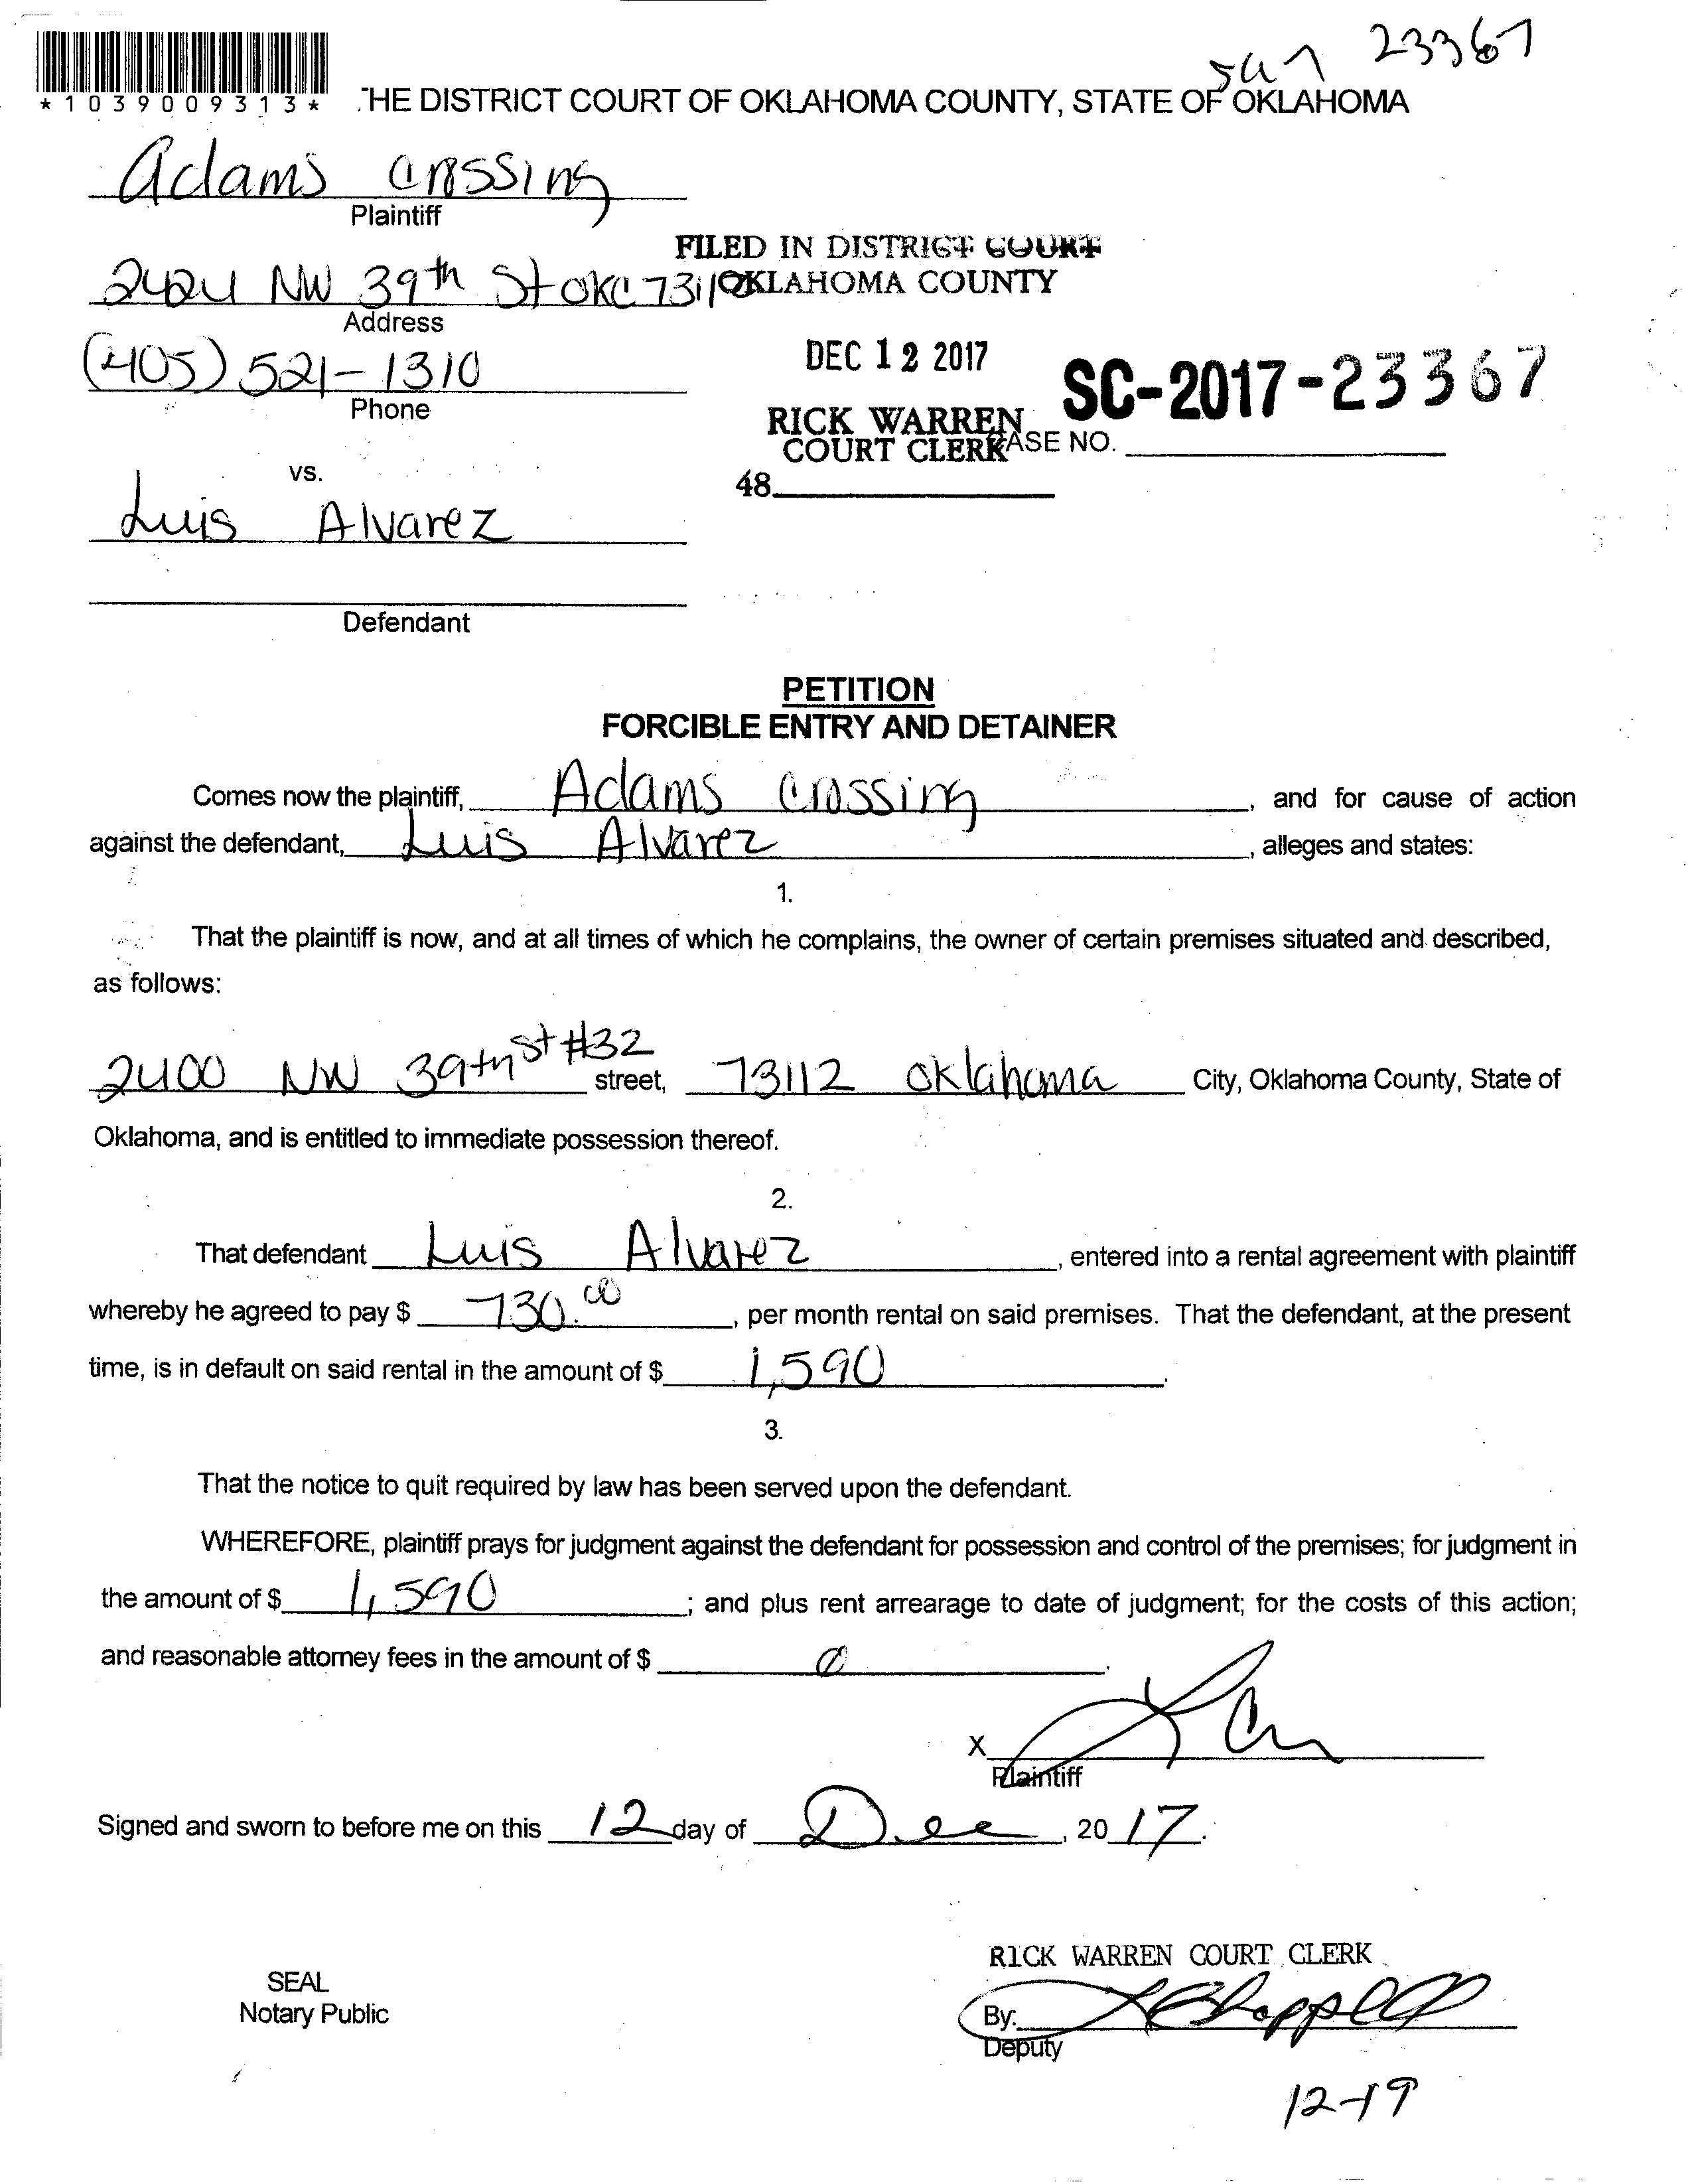 23367
*1039009313*
THE DISTRICT COURT OF OKLAHOMA COUNTY, STATE OF OKLAHOMA
Adams Crossing
Plaintiff
FILED IN DISTRICT COURT
OKLAHOMA COUNTY
2424 NW 39th St OKC 7311
Address
(405) 521-1310
Phone
DEC 12 2017
SC-2017-23367
RICK WARREN
COURT CLERK
CASE NO.
48
vs.
Luis Alvarez
Defendant
PETITION
FORCIBLE ENTRY AND DETAINER
Comes now the plaintiff, Adams Crossing, and for cause of action
against the defendant, Luis Alvarez, alleges and states:
1.
That the plaintiff is now, and at all times of which he complains, the owner of certain premises situated and described,
as follows:
2400 NW 39th St #32 street, 73112 Oklahoma City, Oklahoma County, State of
Oklahoma, and is entitled to immediate possession thereof.
2.
That defendant Luis Alvarez, entered into a rental agreement with plaintiff
whereby he agreed to pay $ 730.00, per month rental on said premises. That the defendant, at the present
time, is in default on said rental in the amount of $ 1,590.
3.
That the notice to quit required by law has been served upon the defendant.
WHEREFORE, plaintiff prays for judgment against the defendant for possession and control of the premises; for judgment in
the amount of $ 1,590; and plus rent arrearage to date of judgment; for the costs of this action;
and reasonable attorney fees in the amount of $ 0.
X
Plaintiff
Signed and sworn to before me on this 12 day of Dec, 20 17.
RICK WARREN COURT CLERK
SEAL
Notary Public
By:
Deputy
12-19